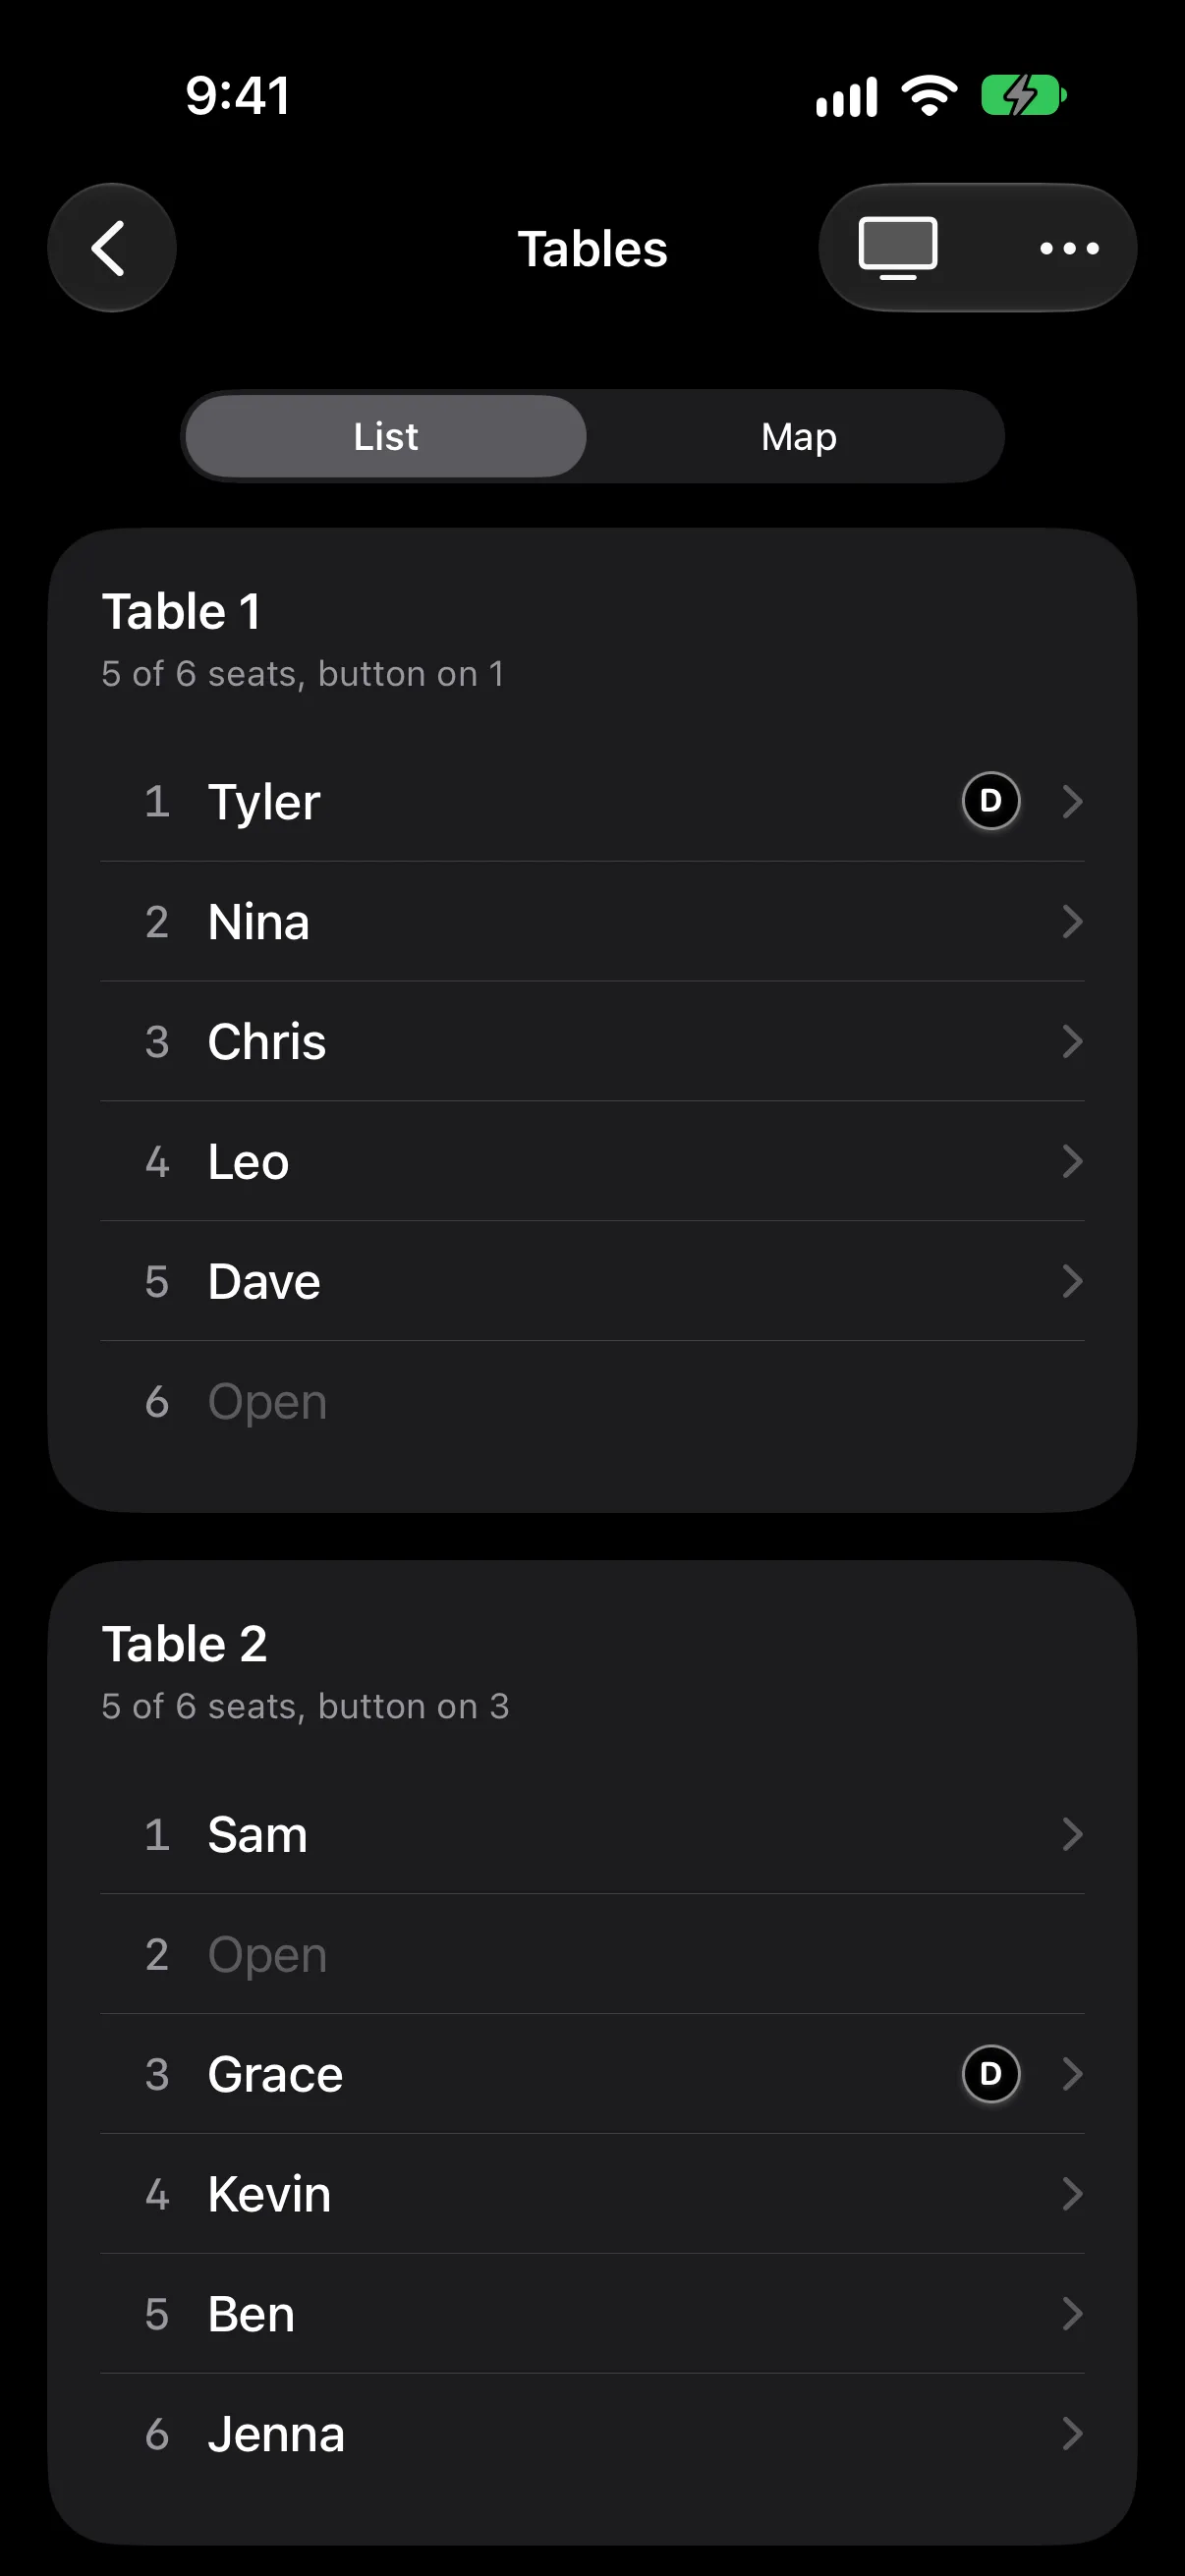 9:41
Tables
List Map
Table 1
5 of 6 seats, button on 1
1 Tyler D
2 Nina
3 Chris
4 Leo
5 Dave
6 Open
Table 2
5 of 6 seats, button on 3
1 Sam
2 Open
3 Grace D
4 Kevin
5 Ben
6 Jenna